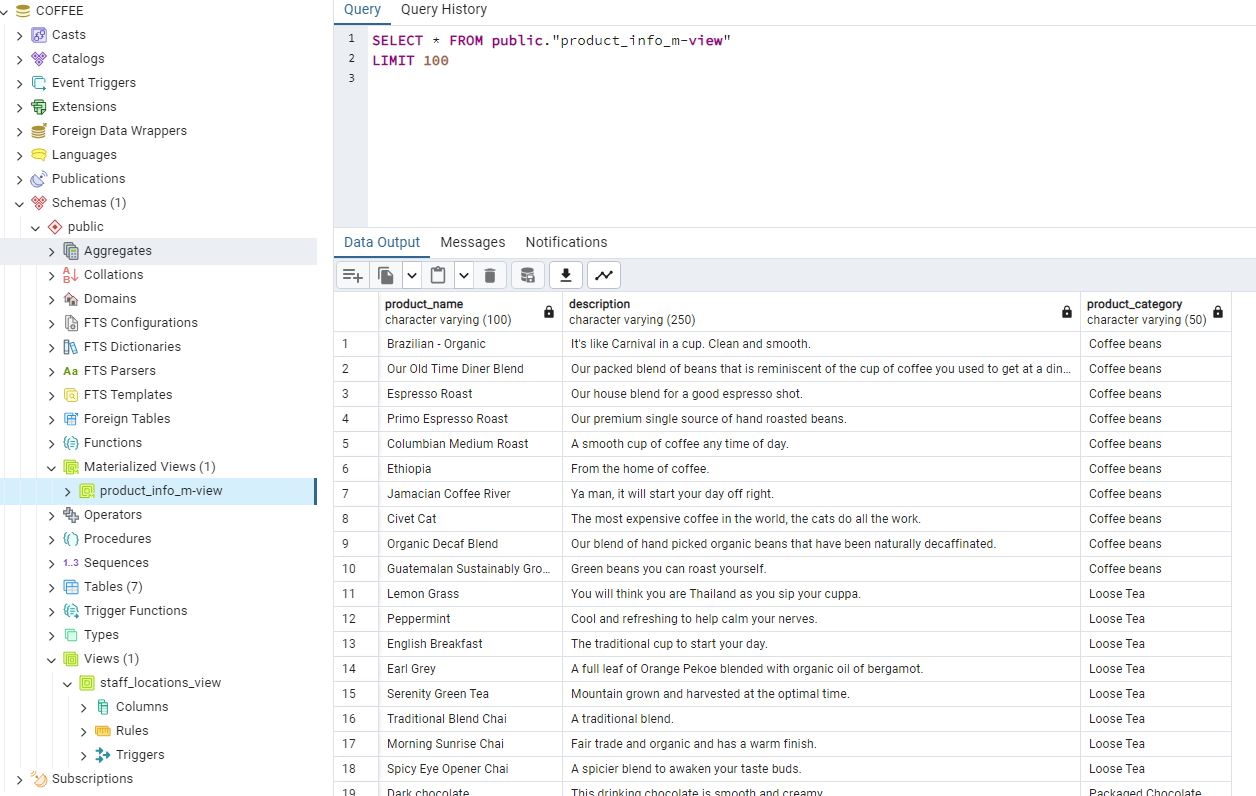 COFFEE
Casts
Catalogs
Event Triggers
Extensions
Foreign Data Wrappers
Languages
Publications
Schemas (1)
public
Aggregates
Collations
Domains
FTS Configurations
FTS Dictionaries
Aa FTS Parsers
FTS Templates
Foreign Tables
Functions
Materialized Views (1)
product_info_m-view
Operators
Procedures
1..3 Sequences
Tables (7)
Trigger Functions
Types
Views (1)
staff_locations_view
Columns
Rules
Triggers
Subscriptions
Query Query History
1 SELECT * FROM public."product_info_m-view"
2 LIMIT 100
3
Data Output Messages Notifications
product_name description product_category
character varying (100) character varying (250) character varying (50)
1 Brazilian - Organic It's like Carnival in a cup. Clean and smooth. Coffee beans
2 Our Old Time Diner Blend Our packed blend of beans that is reminiscent of the cup of coffee you used to get at a din... Coffee beans
3 Espresso Roast Our house blend for a good espresso shot. Coffee beans
4 Primo Espresso Roast Our premium single source of hand roasted beans. Coffee beans
5 Columbian Medium Roast A smooth cup of coffee any time of day. Coffee beans
6 Ethiopia From the home of coffee. Coffee beans
7 Jamacian Coffee River Ya man, it will start your day off right. Coffee beans
8 Civet Cat The most expensive coffee in the world, the cats do all the work. Coffee beans
9 Organic Decaf Blend Our blend of hand picked organic beans that have been naturally decaffinated. Coffee beans
10 Guatemalan Sustainably Gro... Green beans you can roast yourself. Coffee beans
11 Lemon Grass You will think you are Thailand as you sip your cuppa. Loose Tea
12 Peppermint Cool and refreshing to help calm your nerves. Loose Tea
13 English Breakfast The traditional cup to start your day. Loose Tea
14 Earl Grey A full leaf of Orange Pekoe blended with organic oil of bergamot. Loose Tea
15 Serenity Green Tea Mountain grown and harvested at the optimal time. Loose Tea
16 Traditional Blend Chai A traditional blend. Loose Tea
17 Morning Sunrise Chai Fair trade and organic and has a warm finish. Loose Tea
18 Spicy Eye Opener Chai A spicier blend to awaken your taste buds. Loose Tea
19 Dark chocolate This drinking chocolate is smooth and creamy. Packaged Chocolate